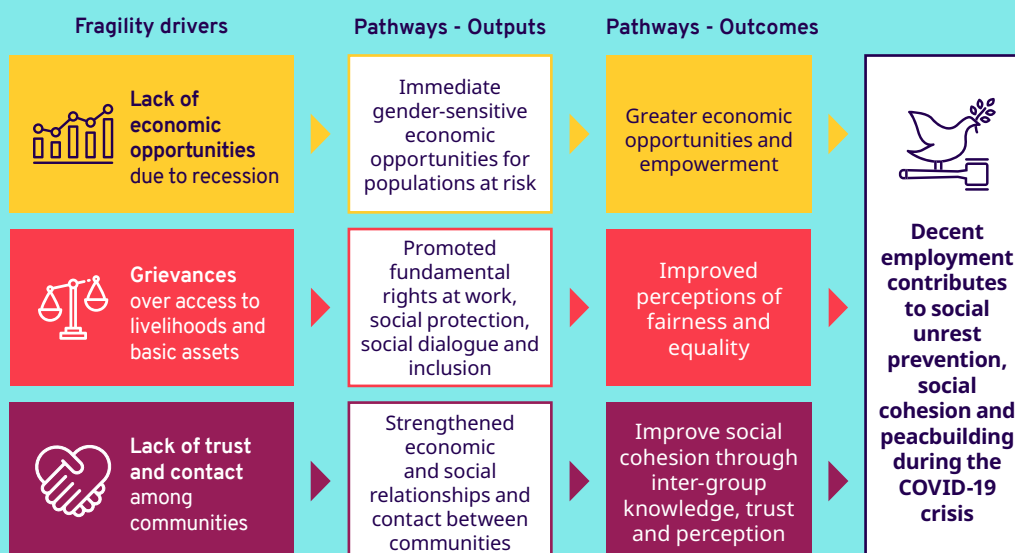 Fragility drivers
Pathways - Outputs
Pathways - Outcomes
Lack of
economic
opportunities
due to recession
Immediate
gender-sensitive
economic
opportunities for
populations at risk
Greater economic
opportunities and
empowerment
Grievances
over access to
livelihoods and
basic assets
Promoted
fundamental
rights at work,
social protection,
social dialogue and
inclusion
Improved
perceptions of
fairness and
equality
Lack of trust
and contact
among
communities
Strengthened
economic
and social
relationships and
contact between
communities
Improve social
cohesion through
inter-group
knowledge, trust
and perception
Decent
employment
contributes
to social
unrest
prevention,
social
cohesion and
peacbuilding
during the
COVID-19
crisis